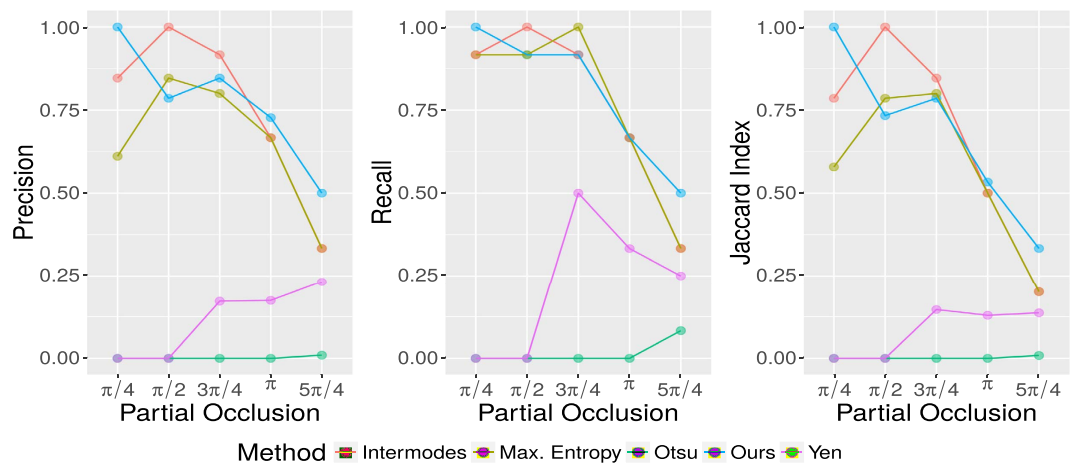 Precision
1.00
0.75
0.50
0.25
0.00
π/4 π/2 3π/4 π 5π/4
Partial Occlusion
Recall
1.00
0.75
0.50
0.25
0.00
π/4 π/2 3π/4 π 5π/4
Partial Occlusion
Jaccard Index
1.00
0.75
0.50
0.25
0.00
π/4 π/2 3π/4 π 5π/4
Partial Occlusion
Method Intermodes Max. Entropy Otsu Ours Yen